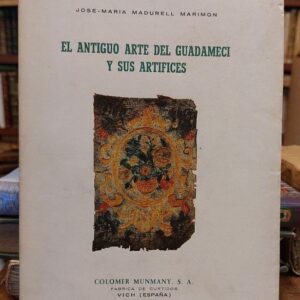 JOSE-MARIA MADURELL MARIMON
EL ANTIGUO ARTE DEL GUADAMECI
Y SUS ARTIFICES
COLOMER MUNMANY, S. A.
FABRICA DE CURTIDOS
VICH (ESPAÑA)